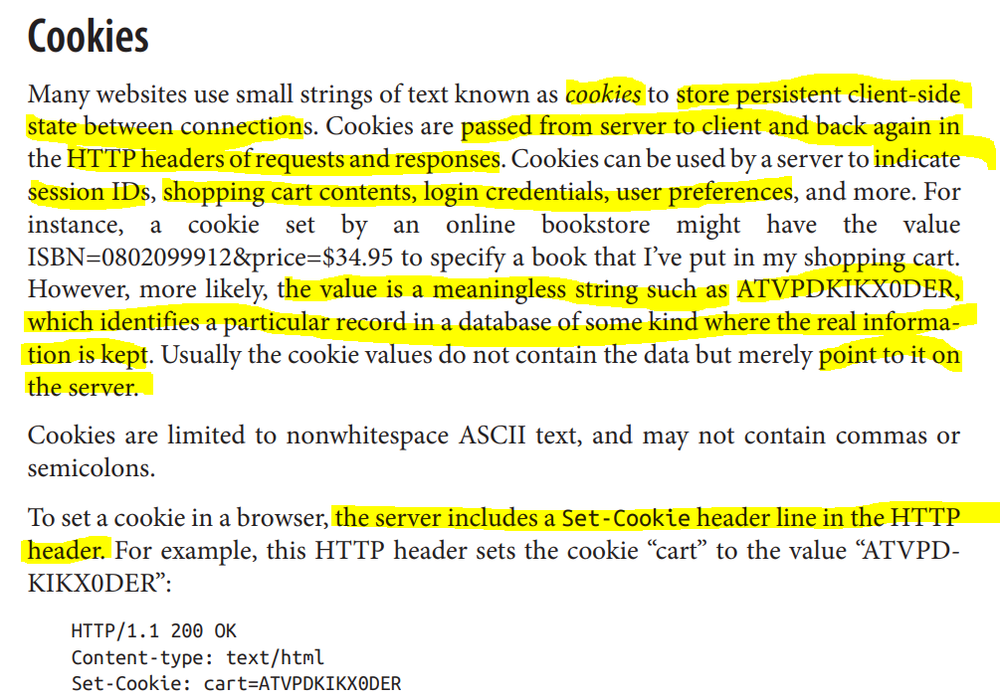 Cookies
Many websites use small strings of text known as cookies to store persistent client-side
state between connections. Cookies are passed from server to client and back again in
the HTTP headers of requests and responses. Cookies can be used by a server to indicate
session IDs, shopping cart contents, login credentials, user preferences, and more. For
instance, a cookie set by an online bookstore might have the value
ISBN=0802099912&price=$34.95 to specify a book that I’ve put in my shopping cart.
However, more likely, the value is a meaningless string such as ATVPDKIKX0DER,
which identifies a particular record in a database of some kind where the real informa-
tion is kept. Usually the cookie values do not contain the data but merely point to it on
the server.
Cookies are limited to nonwhitespace ASCII text, and may not contain commas or
semicolons.
To set a cookie in a browser, the server includes a Set-Cookie header line in the HTTP
header. For example, this HTTP header sets the cookie “cart” to the value “ATVPD-
KIKX0DER”:
HTTP/1.1 200 OK
Content-type: text/html
Set-Cookie: cart=ATVPDKIKX0DER